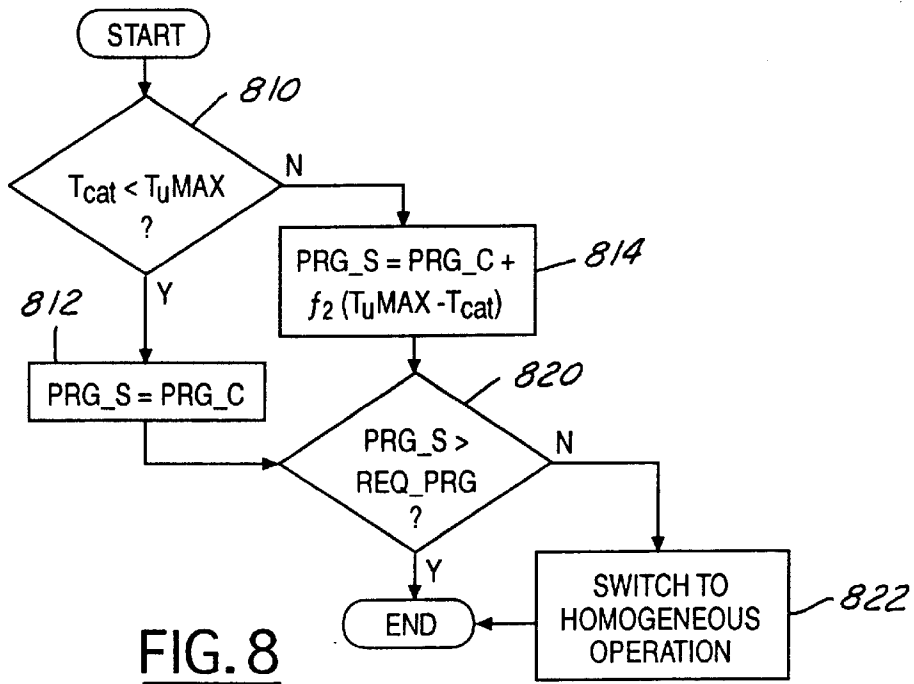 START
810
T_cat < T_uMAX
?
N
Y
PRG_S = PRG_C +
f_2 (T_uMAX - T_cat)
814
812
PRG_S = PRG_C
820
PRG_S >
REQ_PRG
?
N
Y
END
SWITCH TO
HOMOGENEOUS
OPERATION
822
FIG. 8